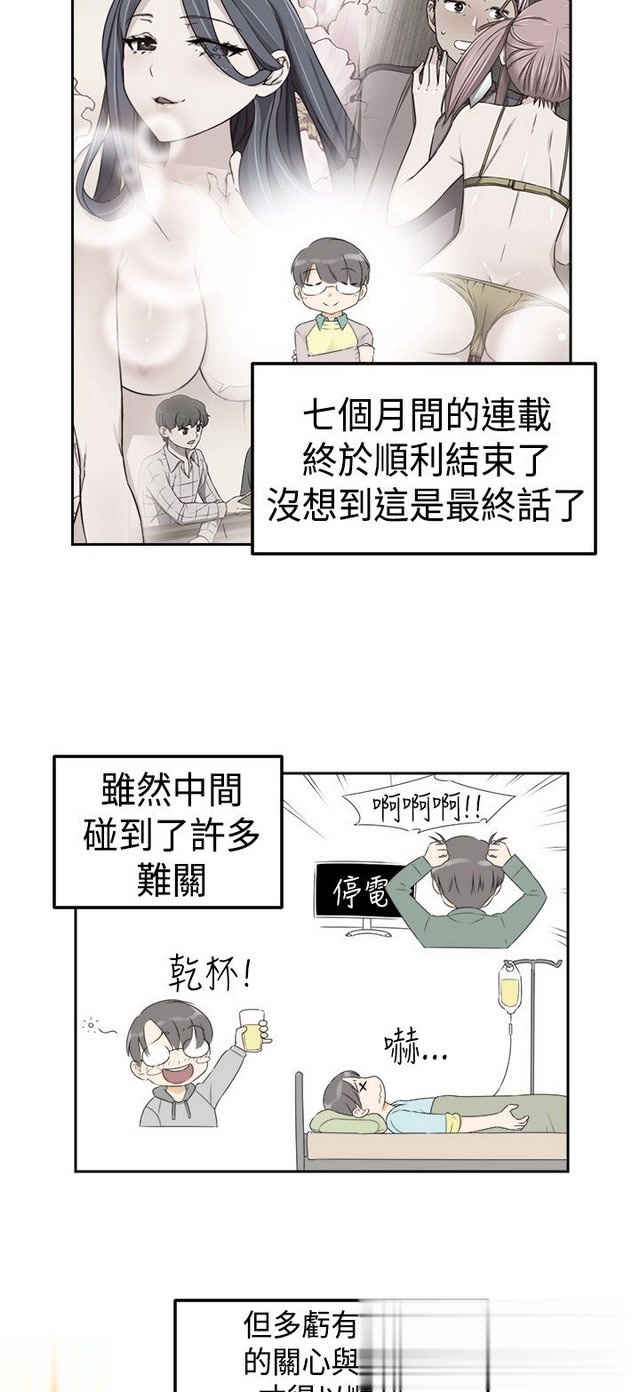 七個月間的連載
終於順利結束了
沒想到這是最終話了
雖然中間
碰到了許多
難關
啊啊啊!!
停電
乾杯!
嚇…
但多虧有
的關心與